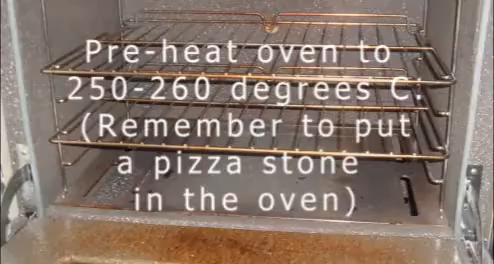 Pre-heat oven to
250-260 degrees C.
(Remember to put
a pizza stone
in the oven)